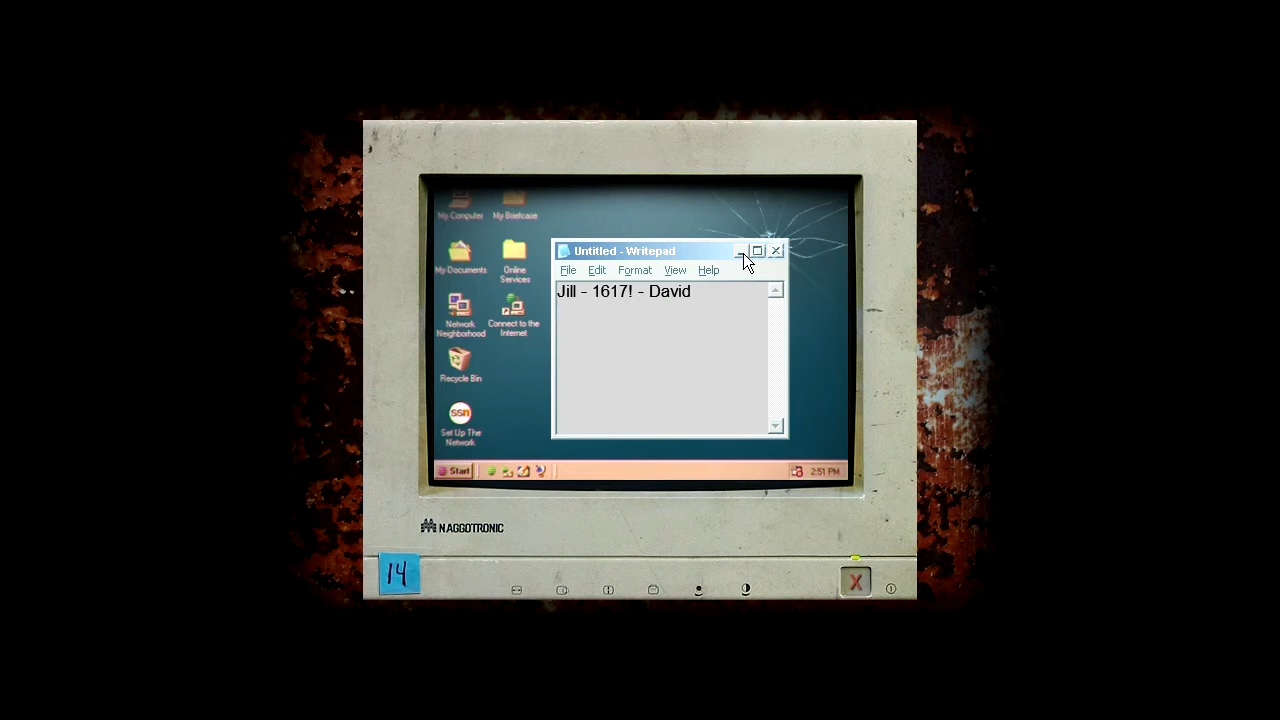 My Computer
My Briefcase
Untitled - Writepad
File Edit Format View Help
Jill - 1617! - David
My Documents
Online
Services
Network
Neighborhood
Connect to the
Internet
Recycle Bin
ssn
Set Up The
Network
Start
2:51 PM
NAGGOTRONIC
14
X